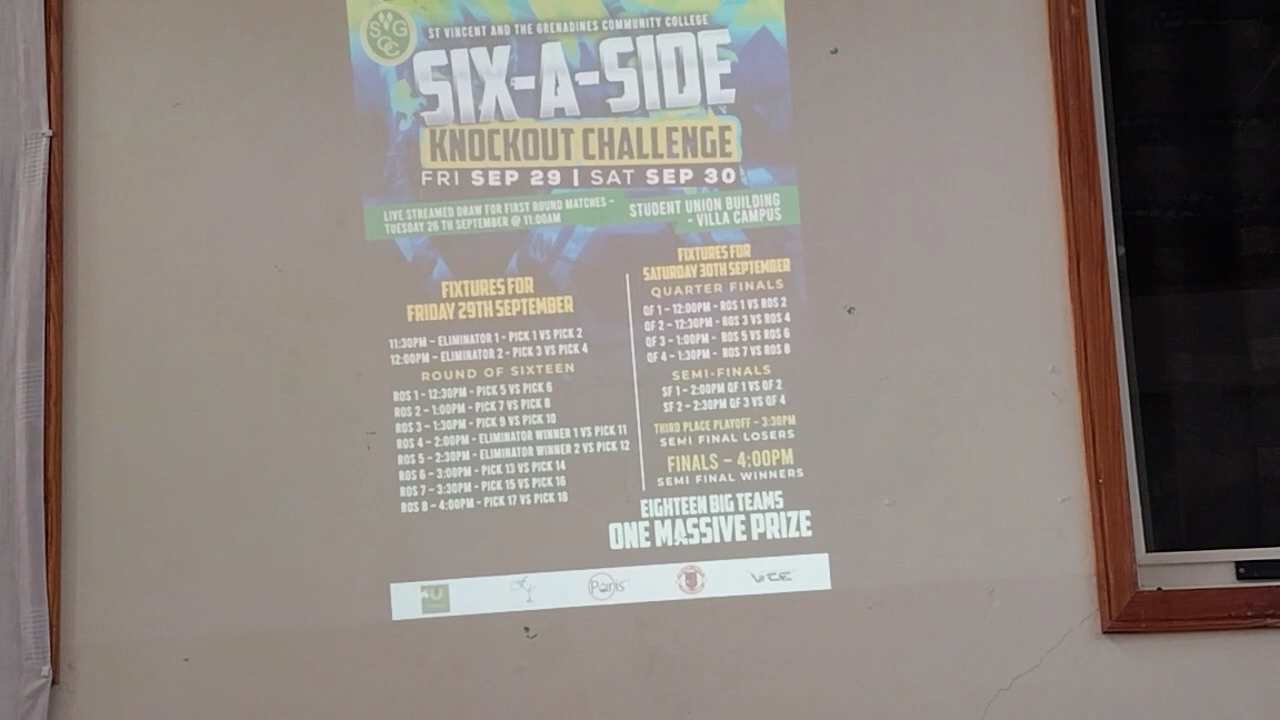 SGCC
ST VINCENT AND THE GRENADINES COMMUNITY COLLEGE
SIX-A-SIDE
KNOCKOUT CHALLENGE
FRI SEP 29 | SAT SEP 30
LIVE STREAMED DRAW FOR FIRST ROUND MATCHES -
TUESDAY 26 TH SEPTEMBER @ 11:00AM
STUDENT UNION BUILDING
- VILLA CAMPUS
FIXTURES FOR
FRIDAY 29TH SEPTEMBER
11:30PM - ELIMINATOR 1 - PICK 1 VS PICK 2
12:00PM - ELIMINATOR 2 - PICK 3 VS PICK 4
ROUND OF SIXTEEN
ROS 1 - 12:30PM - PICK 5 VS PICK 6
ROS 2 - 1:00PM - PICK 7 VS PICK 8
ROS 3 - 1:30PM - PICK 9 VS PICK 10
ROS 4 - 2:00PM - ELIMINATOR WINNER 1 VS PICK 11
ROS 5 - 2:30PM - ELIMINATOR WINNER 2 VS PICK 12
ROS 6 - 3:00PM - PICK 13 VS PICK 14
ROS 7 - 3:30PM - PICK 15 VS PICK 16
ROS 8 - 4:00PM - PICK 17 VS PICK 18
FIXTURES FOR
SATURDAY 30TH SEPTEMBER
QUARTER FINALS
QF 1 - 12:00PM - ROS 1 VS ROS 2
QF 2 - 12:30PM - ROS 3 VS ROS 4
QF 3 - 1:00PM - ROS 5 VS ROS 6
QF 4 - 1:30PM - ROS 7 VS ROS 8
SEMI-FINALS
SF 1 - 2:00PM QF 1 VS QF 2
SF 2 - 2:30PM QF 3 VS QF 4
THIRD PLACE PLAYOFF - 3:30PM
SEMI FINAL LOSERS
FINALS - 4:00PM
SEMI FINAL WINNERS
EIGHTEEN BIG TEAMS
ONE MASSIVE PRIZE
Paris